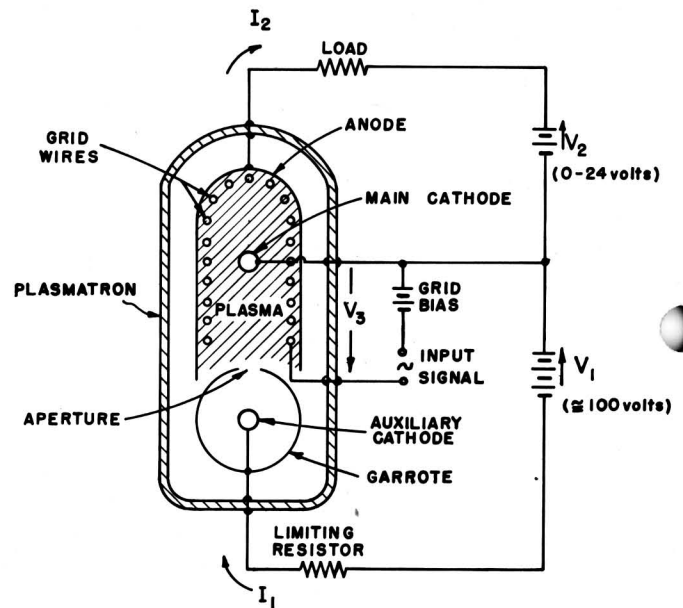 I2
LOAD
GRID
WIRES
ANODE
V2
(0-24 volts)
MAIN CATHODE
PLASMATRON
PLASMA
V3
GRID
BIAS
INPUT
SIGNAL
~
V1
(≅100 volts)
APERTURE
AUXILIARY
CATHODE
GARROTE
LIMITING
RESISTOR
I1